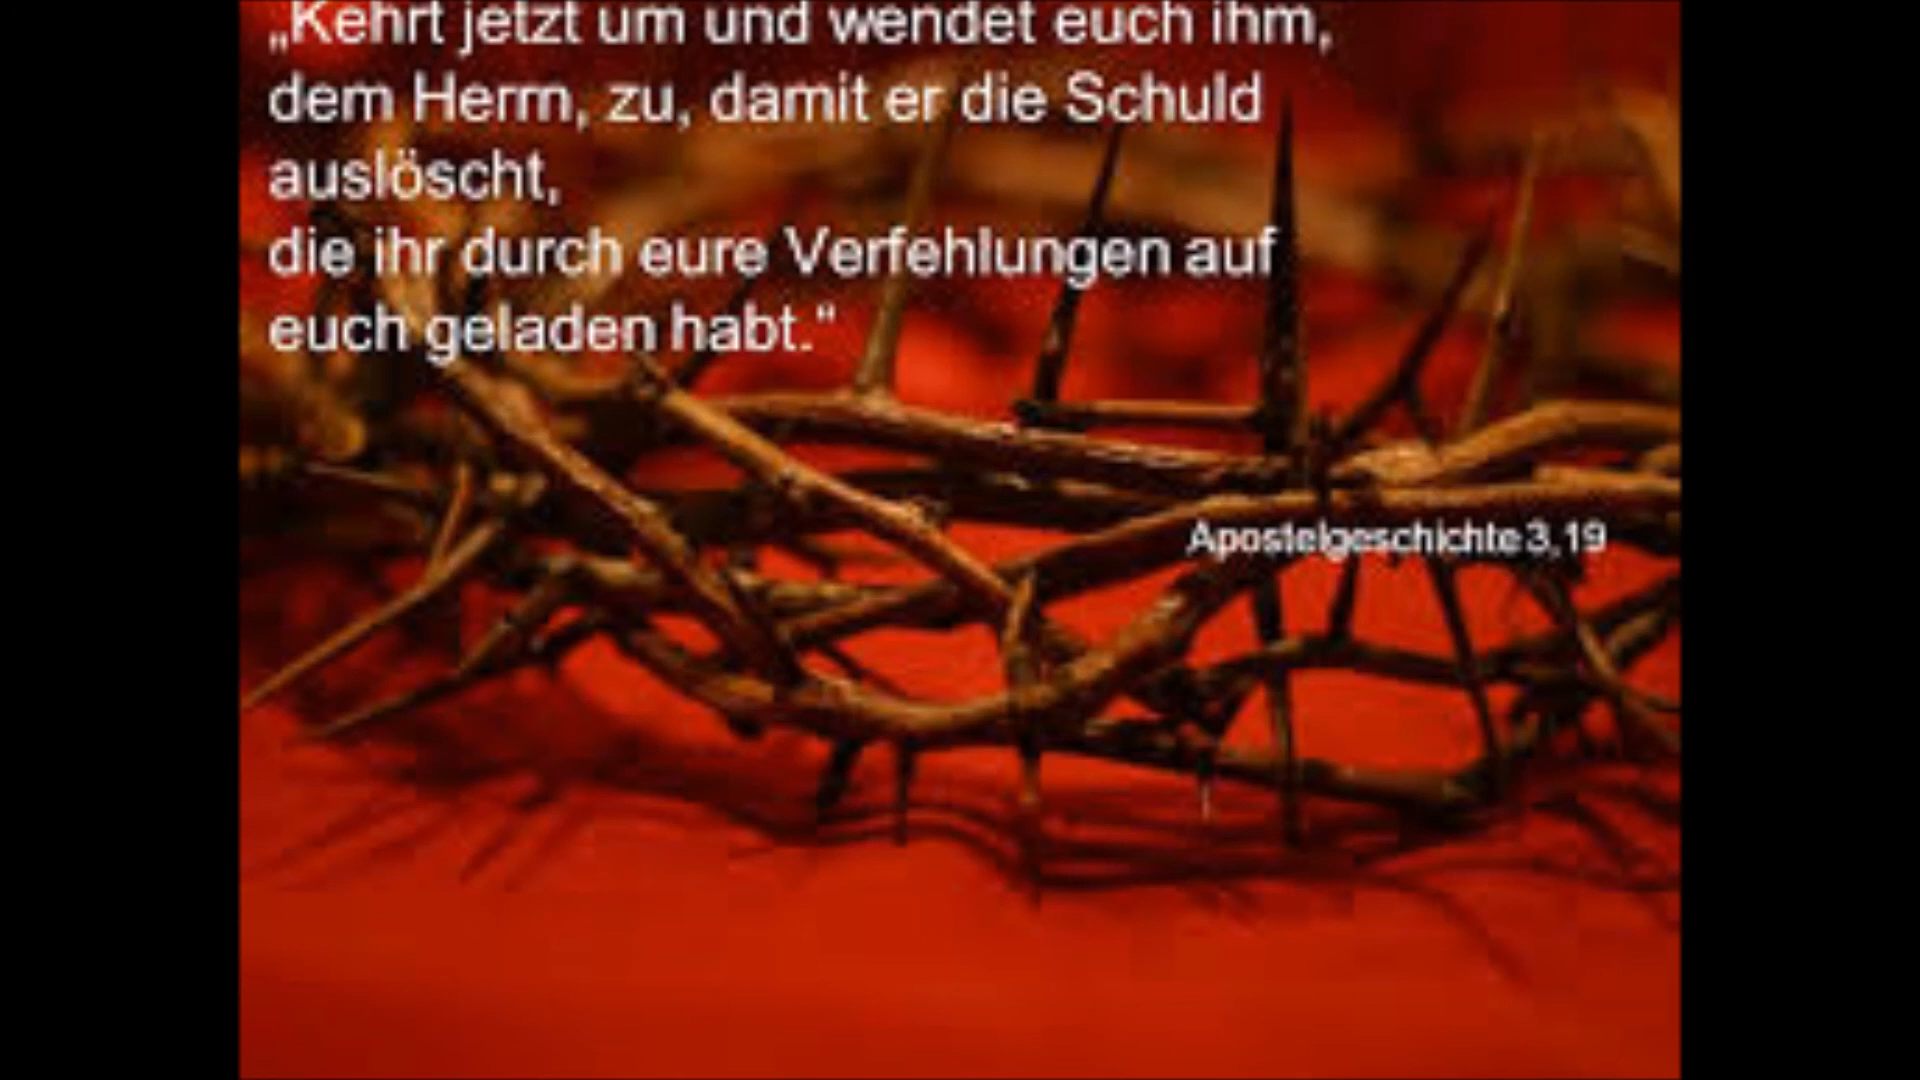 „Kehrt jetzt um und wendet euch ihm,
dem Herrn, zu, damit er die Schuld
auslöscht,
die ihr durch eure Verfehlungen auf
euch geladen habt.“
Apostelgeschichte 3,19